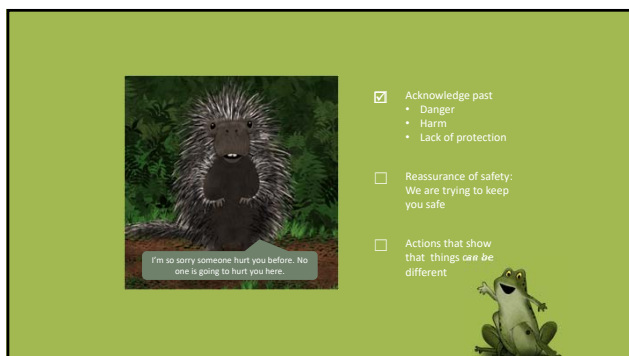 I'm so sorry someone hurt you before. No
one is going to hurt you here.
Acknowledge past
• Danger
• Harm
• Lack of protection
Reassurance of safety:
We are trying to keep
you safe
Actions that show
that things can be
different